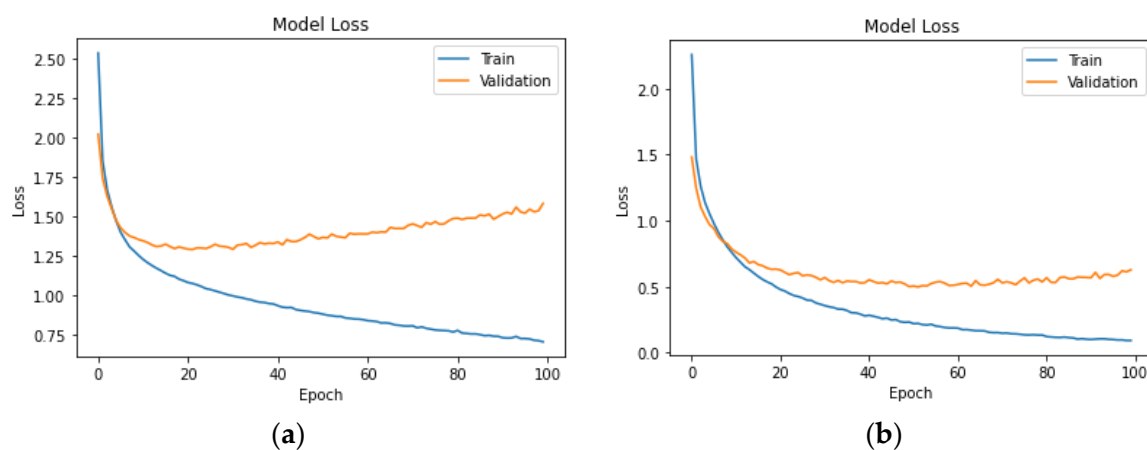 Model Loss
2.50
2.25
2.00
1.75
1.50
1.25
1.00
0.75
Loss
Train
Validation
0 20 40 60 80 100
Epoch
(a)
Model Loss
2.0
1.5
1.0
0.5
0.0
Loss
Train
Validation
0 20 40 60 80 100
Epoch
(b)